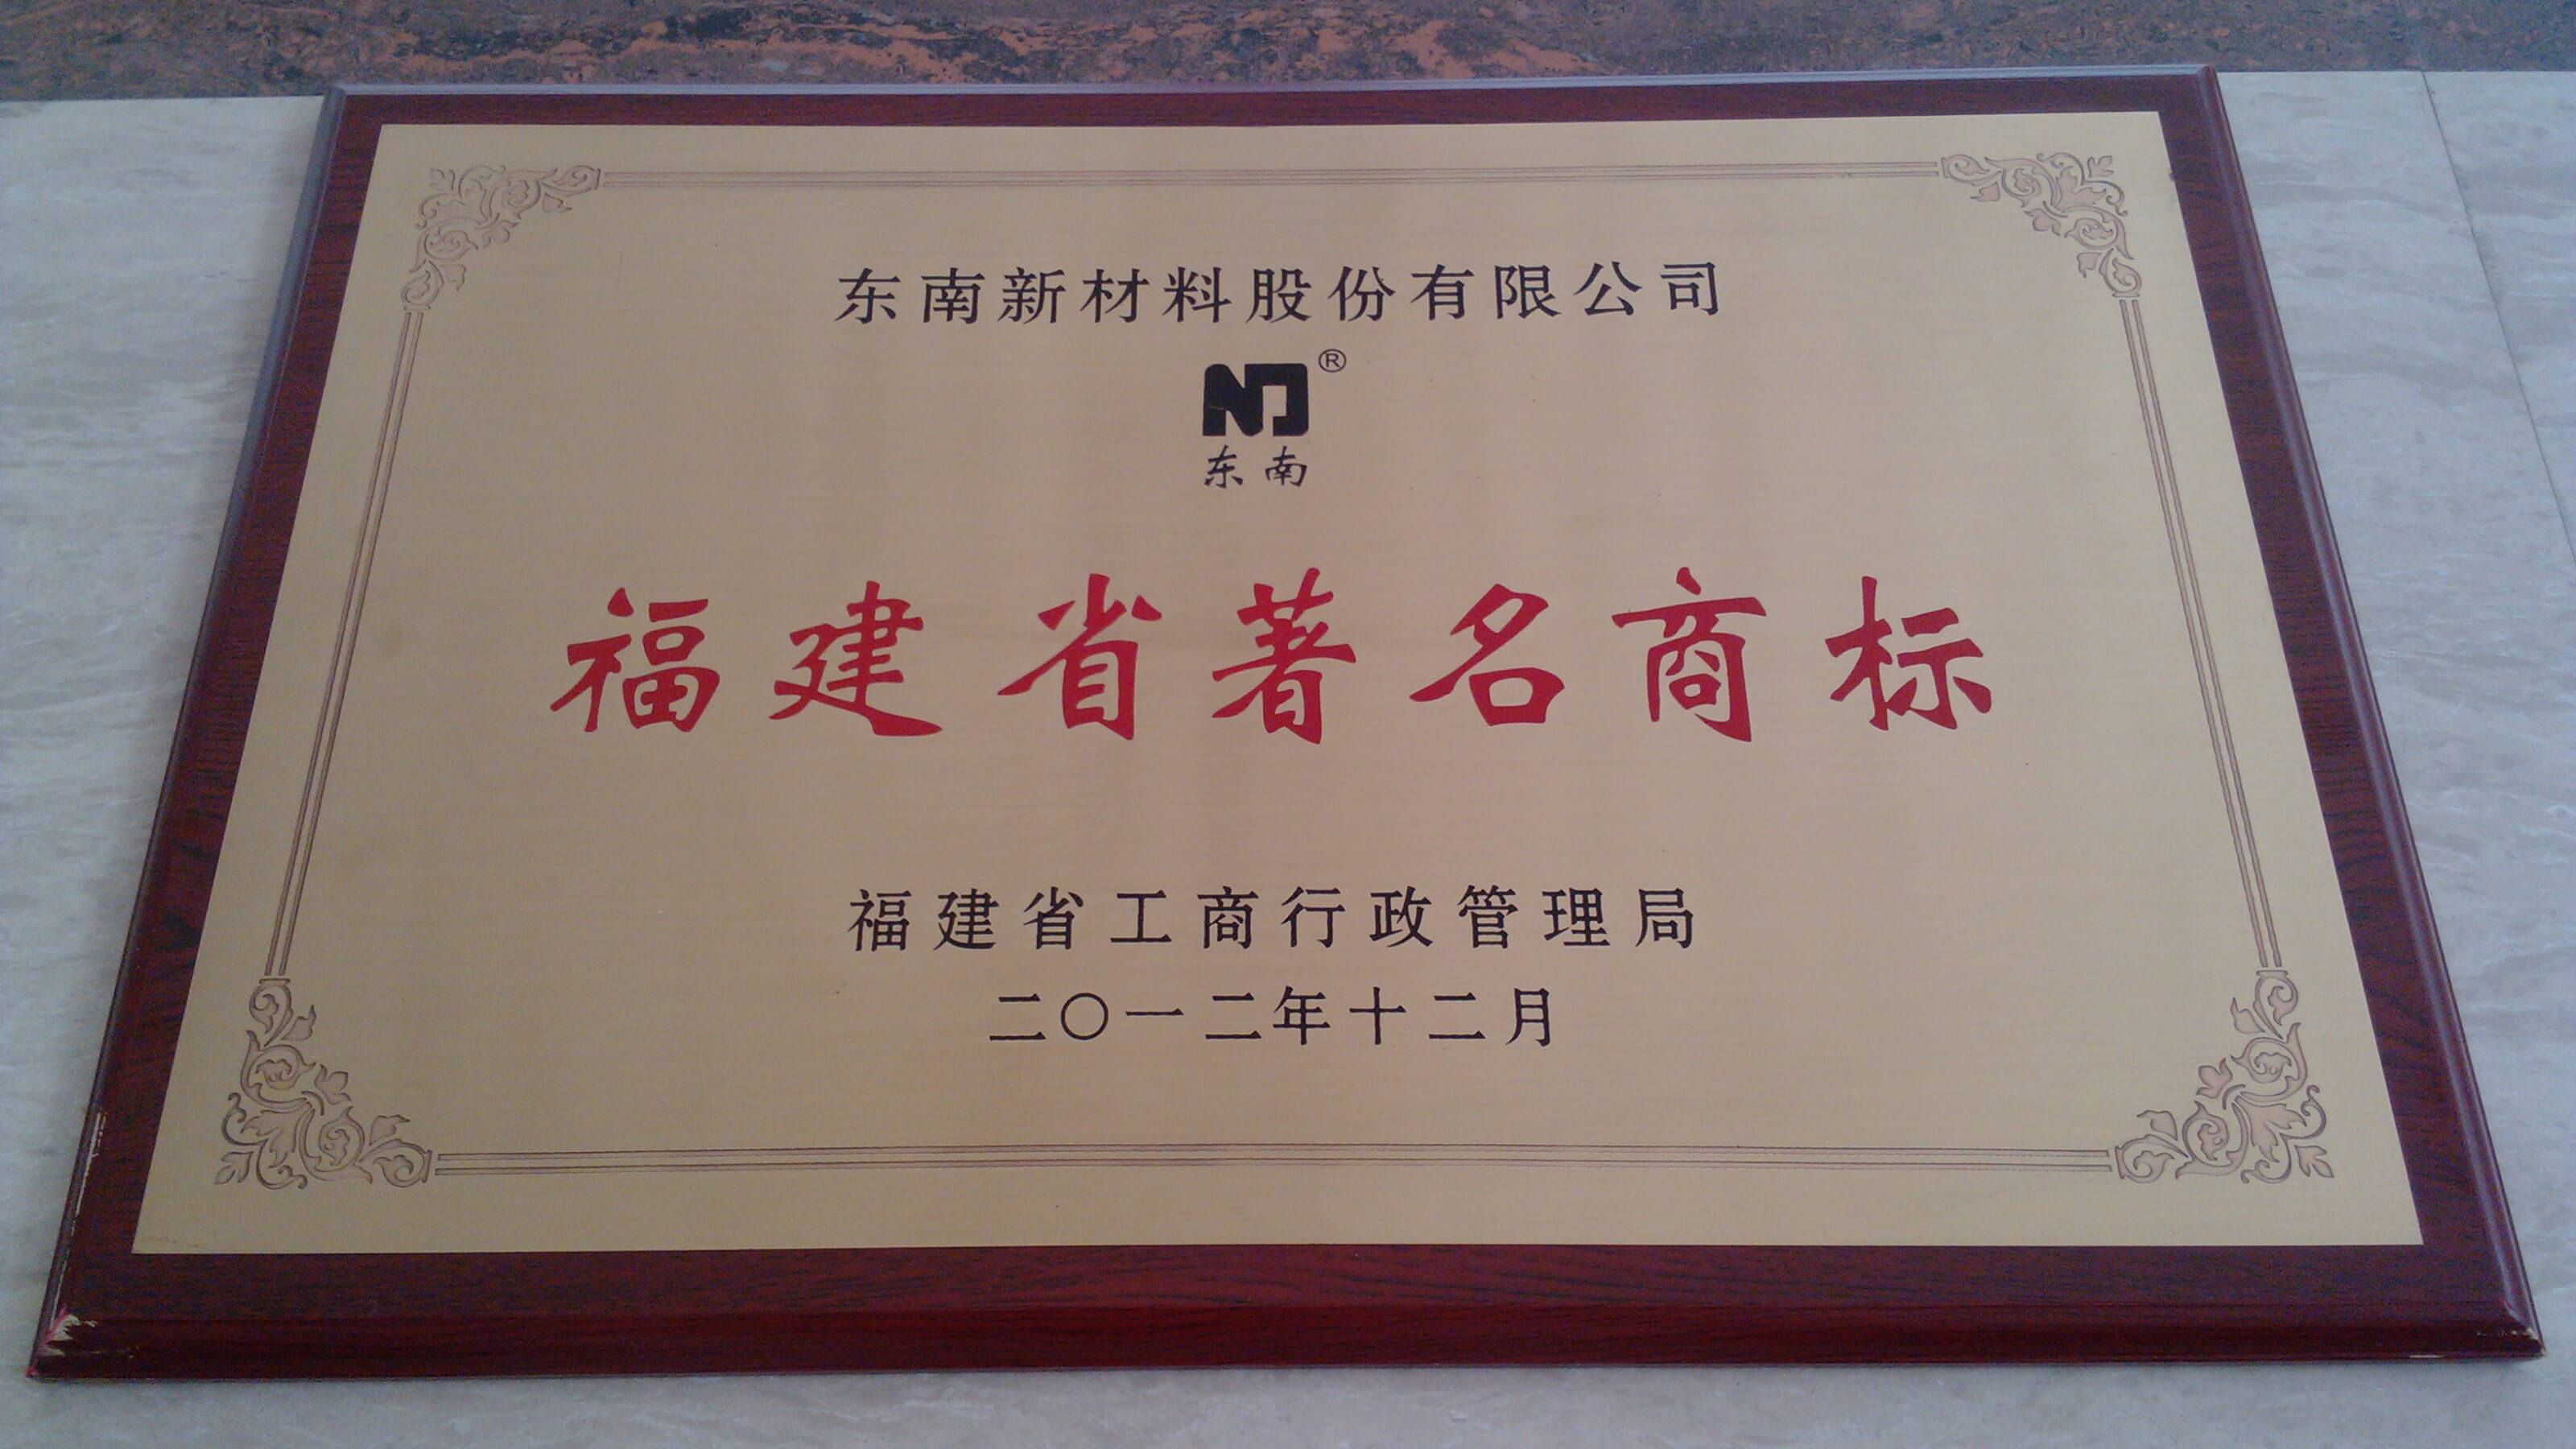 东南新材料股份有限公司
®
东南
福建省著名商标
福建省工商行政管理局
二〇一二年十二月